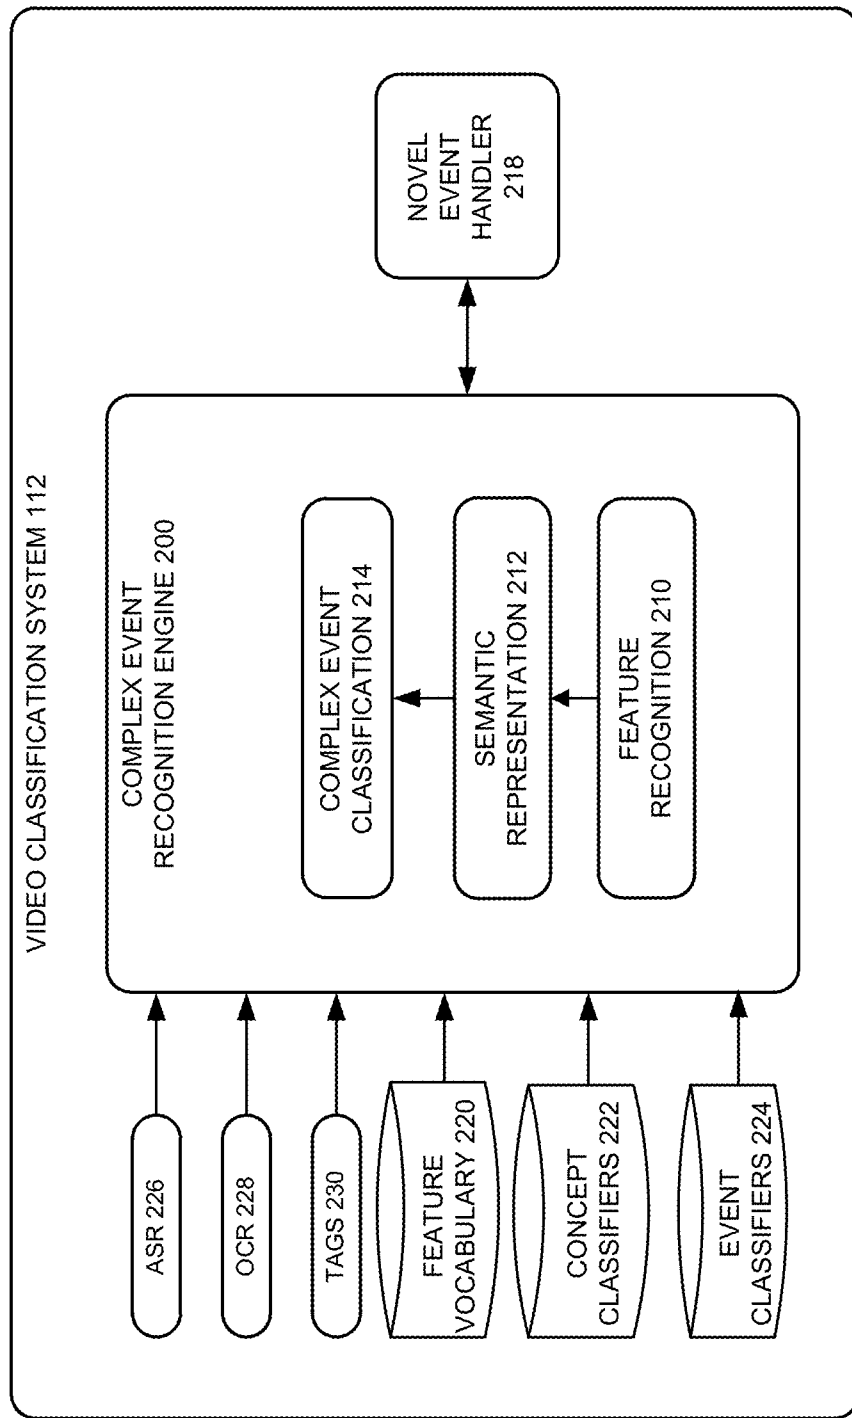 VIDEO CLASSIFICATION SYSTEM 112
ASR 226
OCR 228
TAGS 230
FEATURE
VOCABULARY 220
CONCEPT
CLASSIFIERS 222
EVENT
CLASSIFIERS 224
COMPLEX EVENT
RECOGNITION ENGINE 200
COMPLEX EVENT
CLASSIFICATION 214
SEMANTIC
REPRESENTATION 212
FEATURE
RECOGNITION 210
NOVEL
EVENT
HANDLER
218